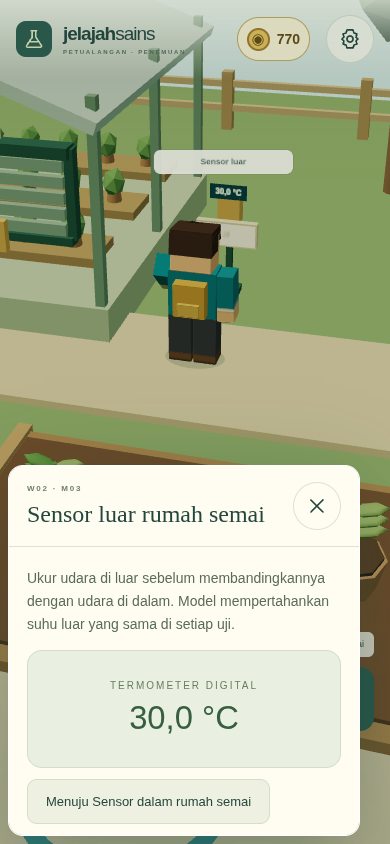 jelajahsains
PETUALANGAN · PENEMUAN
770
Sensor luar
30,0 °C
W02 · M03
Sensor luar rumah semai
Ukur udara di luar sebelum membandingkannya
dengan udara di dalam. Model mempertahankan
suhu luar yang sama di setiap uji.
TERMOMETER DIGITAL
30,0 °C
Menuju Sensor dalam rumah semai